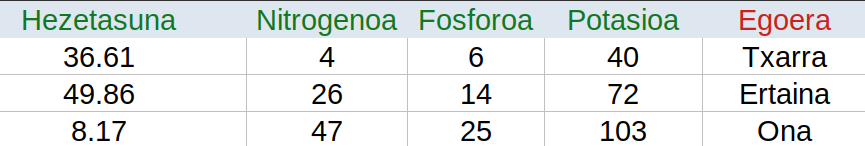 Hezetasuna Nitrogenoa Fosforoa Potasioa Egoera
36.61 4 6 40 Txarra
49.86 26 14 72 Ertaina
8.17 47 25 103 Ona